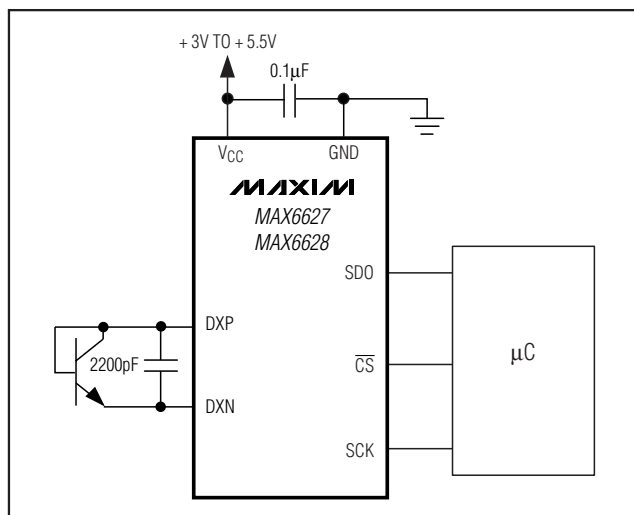 + 3V TO + 5.5V
0.1µF
VCC
GND
MAXIM
MAX6627
MAX6628
SDO
DXP
2200pF
CS
µC
DXN
SCK